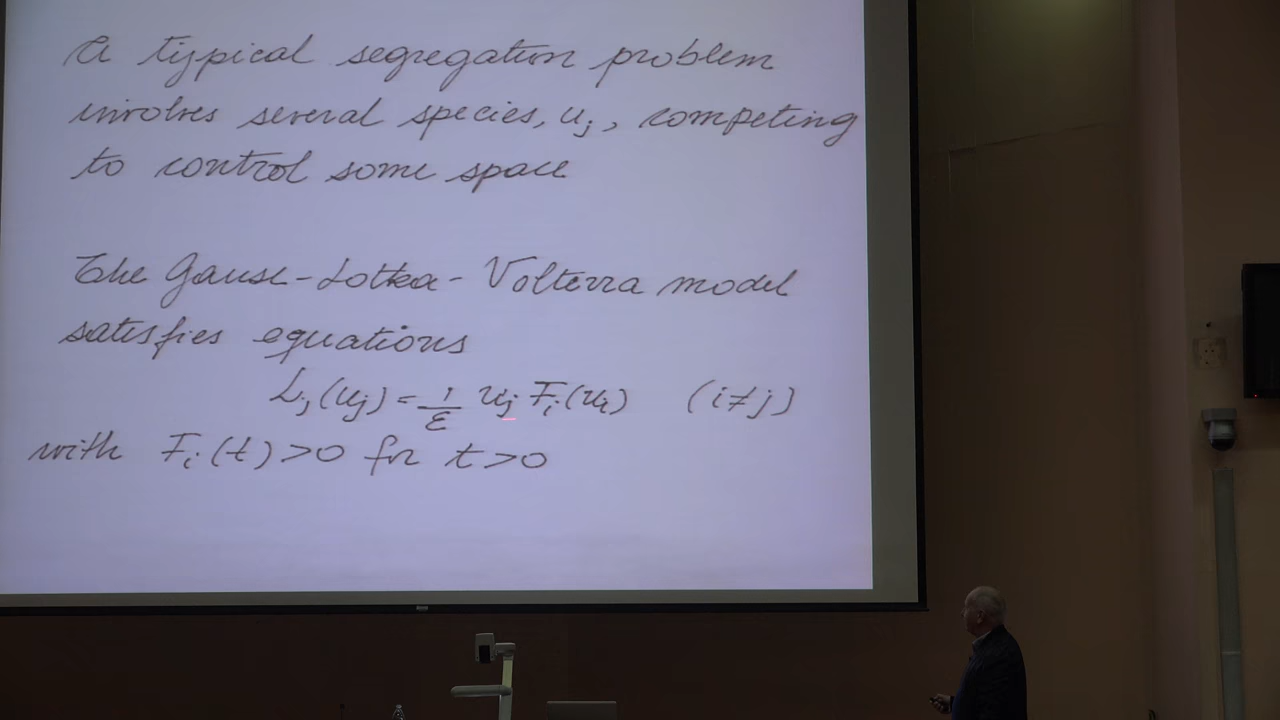 A typical segregation problem
involves several species, uj, competing
to control some space
The Gause-Lotka-Volterra model
satisfies equations
Lj(uj) = 1/ε uj Fi(ui) (i≠j)
with Fi(t)>0 for t>0